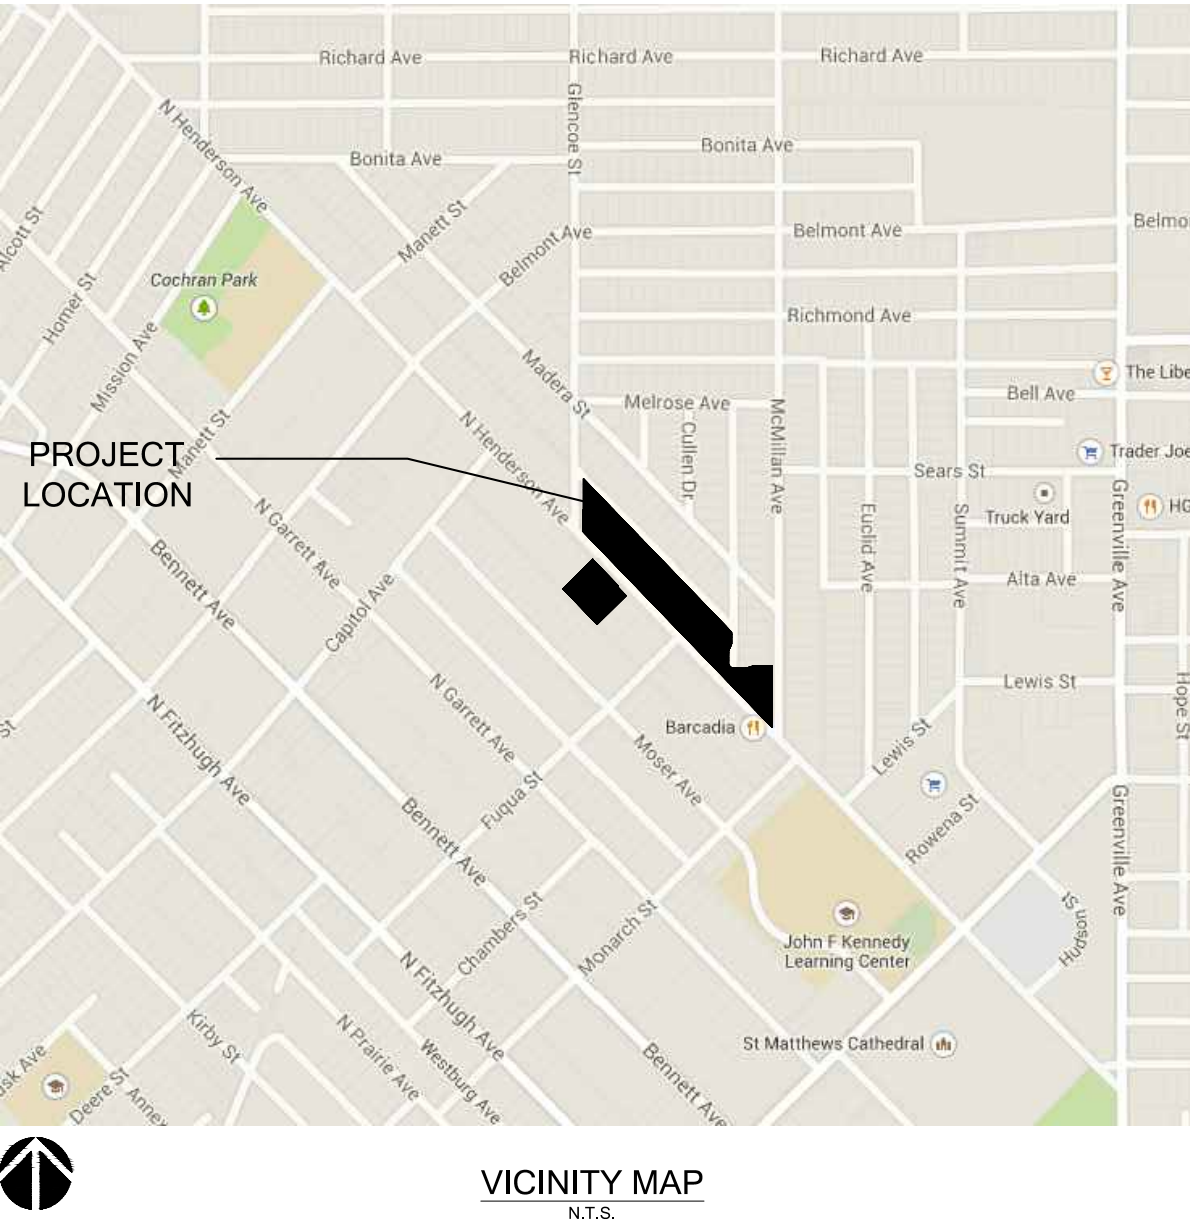 Richard Ave
Richard Ave
Richard Ave
Glencoe St
N Henderson Ave
Bonita Ave
Bonita Ave
Manett St
Belmont Ave
Belmont Ave
Alcott St
Cochran Park
Homer St
Richmond Ave
Mission Ave
Madera St
The Libe
Bell Ave
Melrose Ave
McMillan Ave
Cullen Dr
N Henderson Ave
Manett St
PROJECT
LOCATION
Trader Joe
Sears St
Truck Yard
HG
N Garrett Ave
Bennett Ave
Capitol Ave
Euclid Ave
Summit Ave
Greenville Ave
Alta Ave
Lewis St
Hope St
N Garrett Ave
N Fitzhugh Ave
Barcadia
Lewis St
Moser Ave
Fuqua St
Bennett Ave
Rowena St
Greenville Ave
St
Chambers St
Monarch St
Hudson St
John F Kennedy
Learning Center
N Fitzhugh Ave
Kirby St
N Prairie Ave
Westburg Ave
Bennett Ave
St Matthews Cathedral
usk Ave
Deere St
Annex
VICINITY MAP
N.T.S.